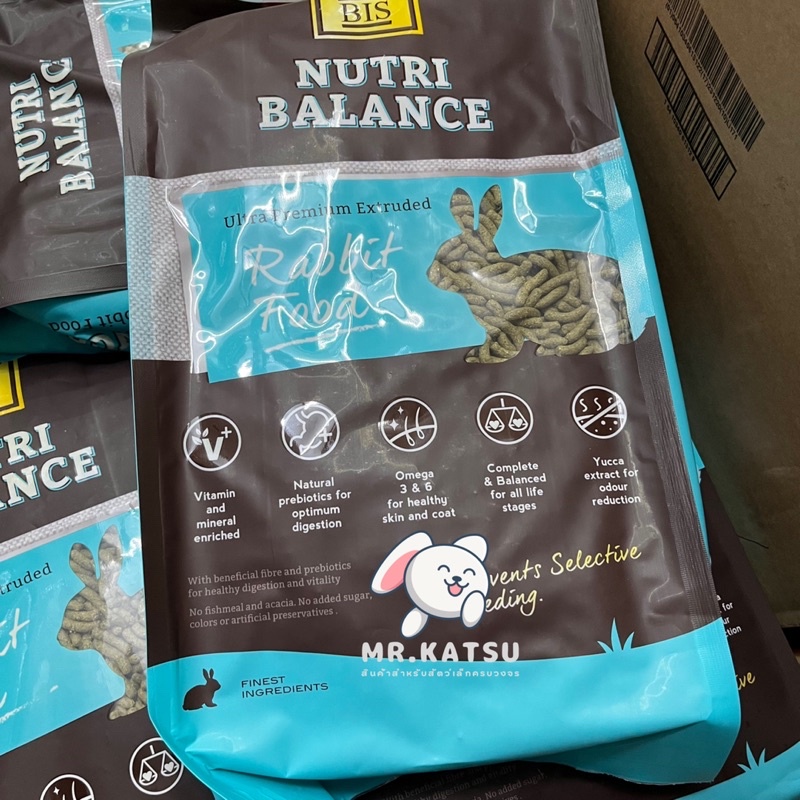 BIS
NUTRI
BALANCE
Ultra Premium Extruded
Rabbit
Food
Vitamin
and
mineral
enriched
Natural
prebiotics for
optimum
digestion
Omega
3 & 6
for healthy
skin and coat
Complete
& Balanced
for all life
stages
Yucca
extract for
odour
reduction
With beneficial fibre and prebiotics
for healthy digestion and vitality
No fishmeal and acacia. No added sugar,
colors or artificial preservatives .
vents Selective
eding.
MR.KATSU
สินค้าสำหรับสัตว์เล็กครบวงจร
FINEST
INGREDIENTS
NUTRI
BALANC
bbit Food
TRI
ANCE
truded